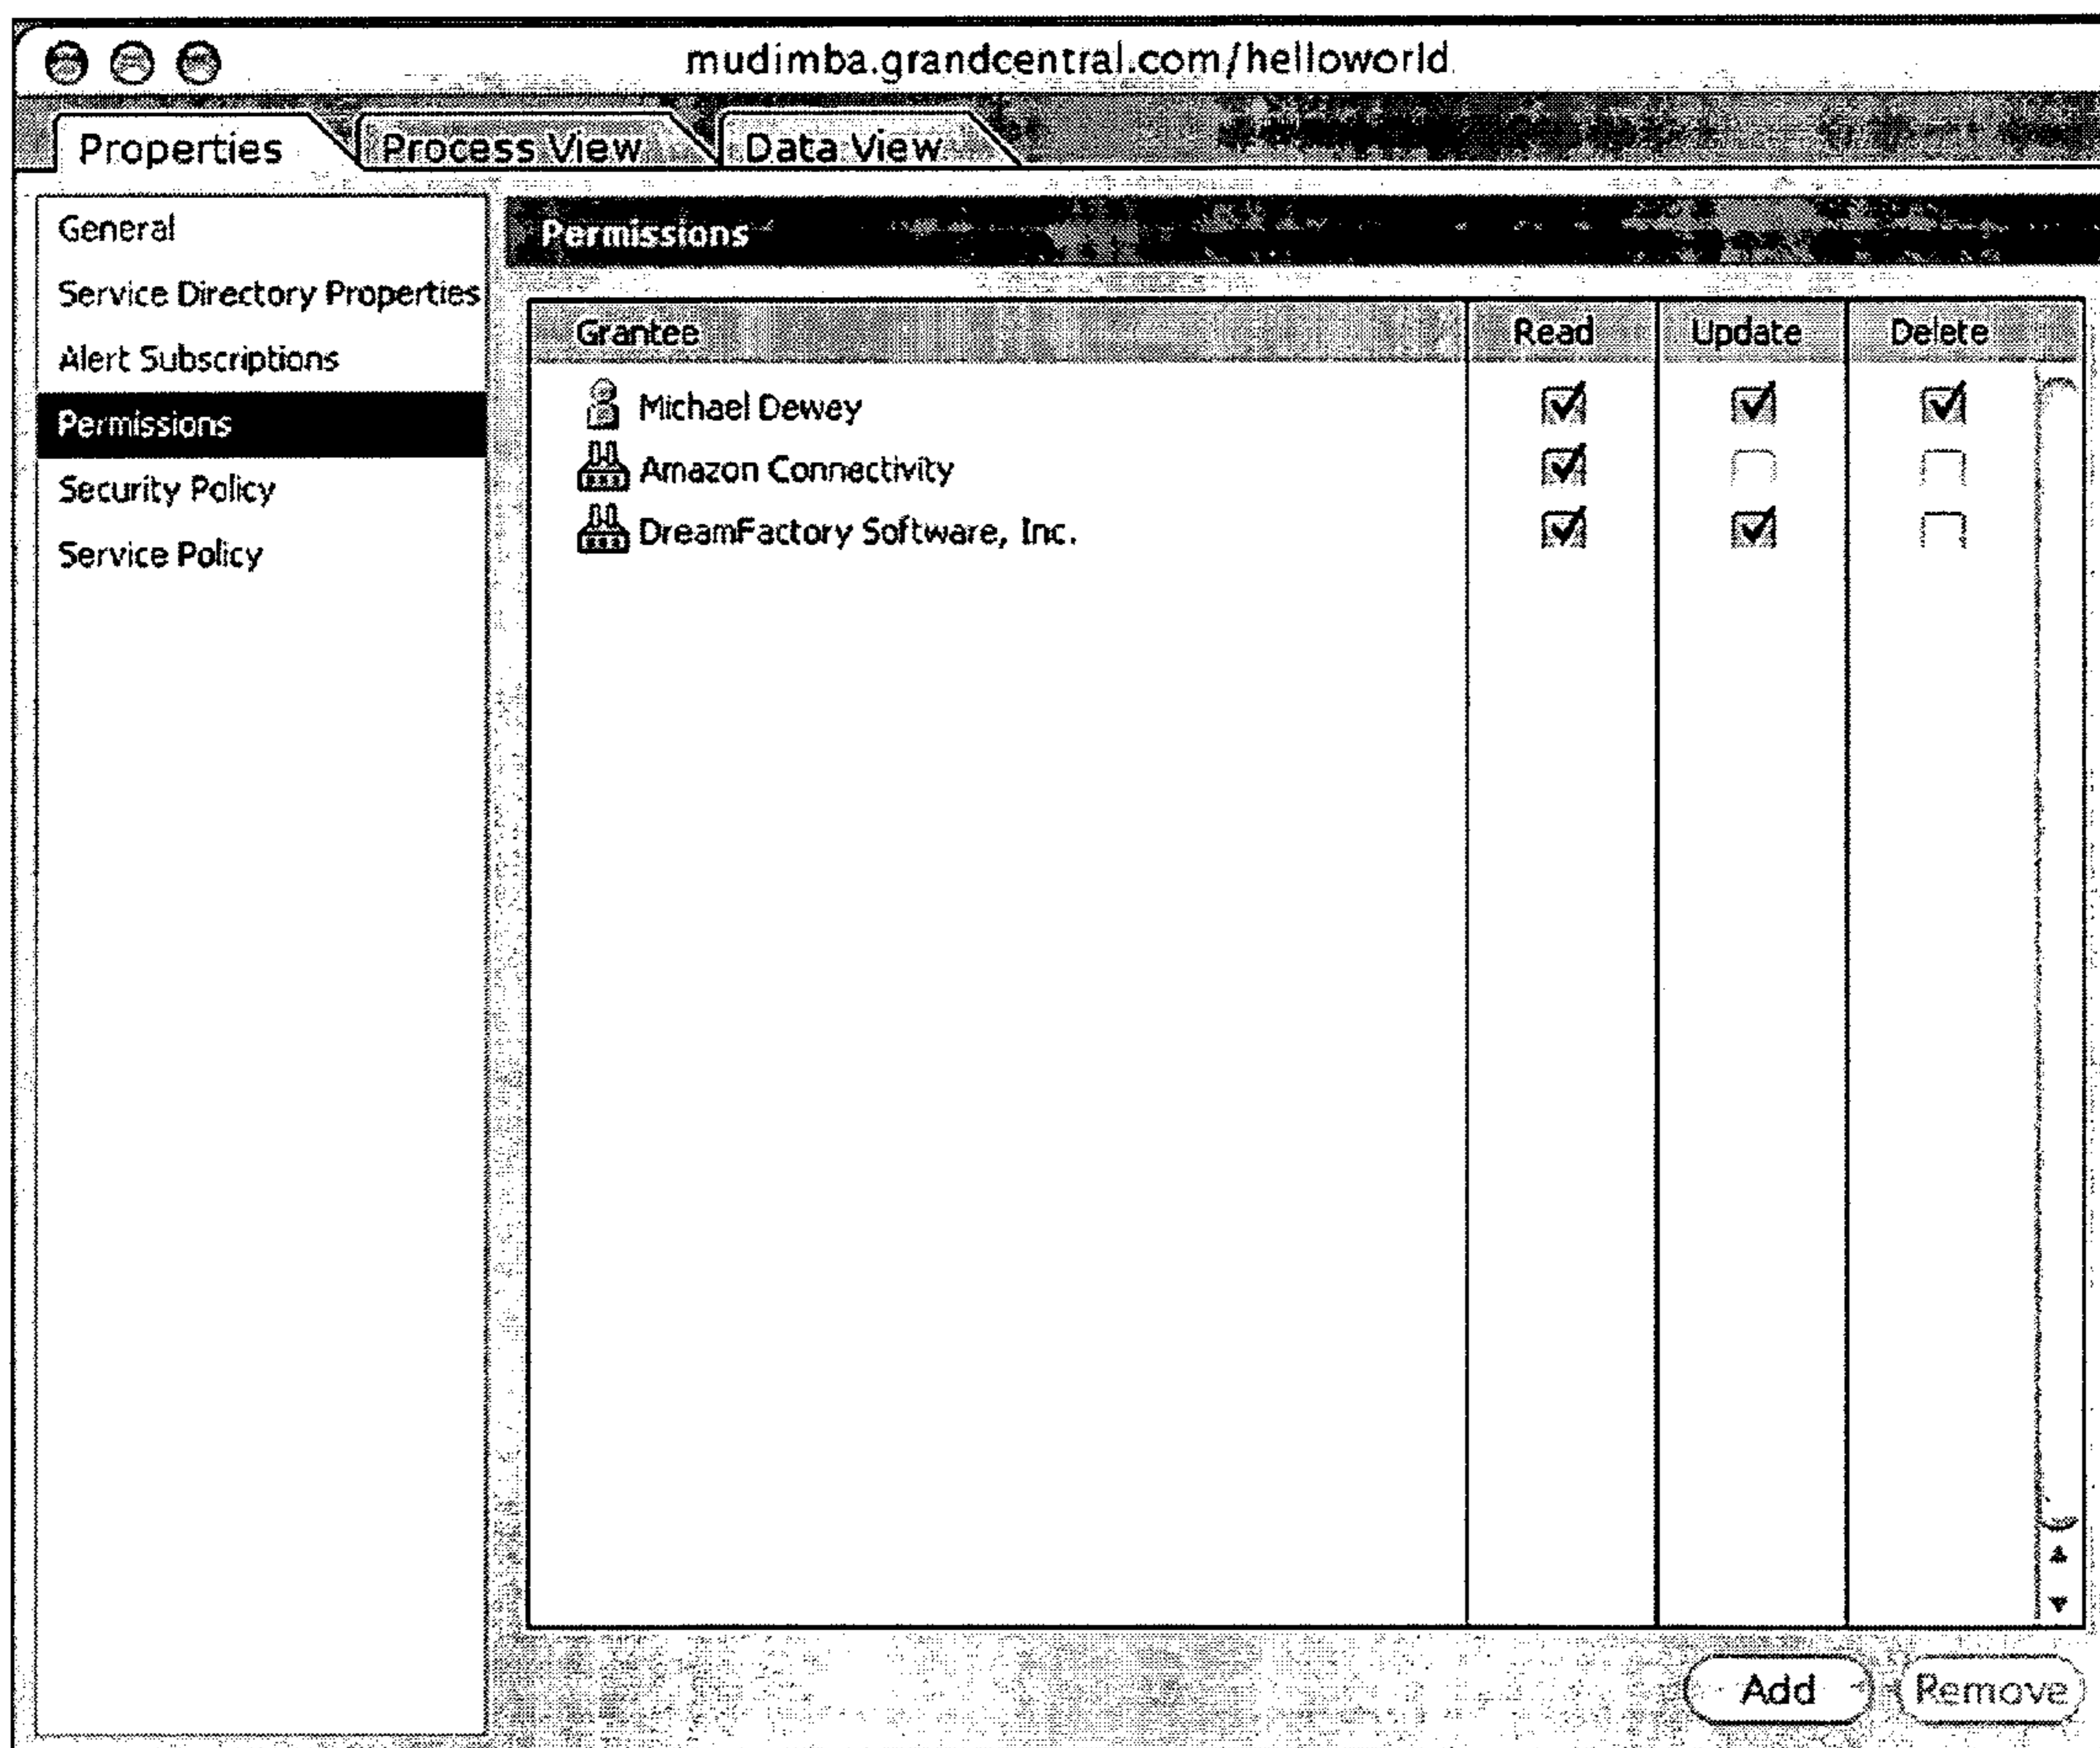 mudimba.grandcentral.com/helloworld
Properties Process View Data View
General
Service Directory Properties
Alert Subscriptions
Permissions
Security Policy
Service Policy
Permissions
Grantee Read Update Delete
Michael Dewey
Amazon Connectivity
DreamFactory Software, Inc.
Add Remove